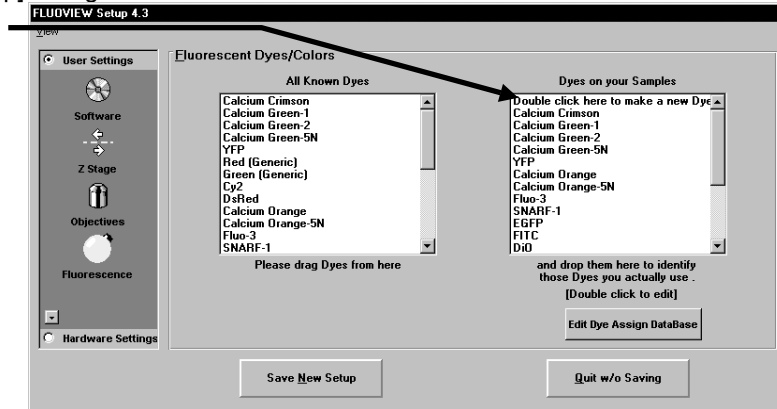 FLUOVIEW Setup 4.3
View
User Settings
Software
Z Stage
Objectives
Fluorescence
Hardware Settings
Fluorescent Dyes/Colors
All Known Dyes
Calcium Crimson
Calcium Green-1
Calcium Green-2
Calcium Green-5N
YFP
Red (Generic)
Green (Generic)
Cy2
DsRed
Calcium Orange
Calcium Orange-5N
Fluo-3
SNARF-1
Please drag Dyes from here
Dyes on your Samples
Double click here to make a new Dye
Calcium Crimson
Calcium Green-1
Calcium Green-2
Calcium Green-5N
YFP
Calcium Orange
Calcium Orange-5N
Fluo-3
SNARF-1
EGFP
FITC
DiO
and drop them here to identify
those Dyes you actually use .
[Double click to edit]
Edit Dye Assign DataBase
Save New Setup
Quit w/o Saving